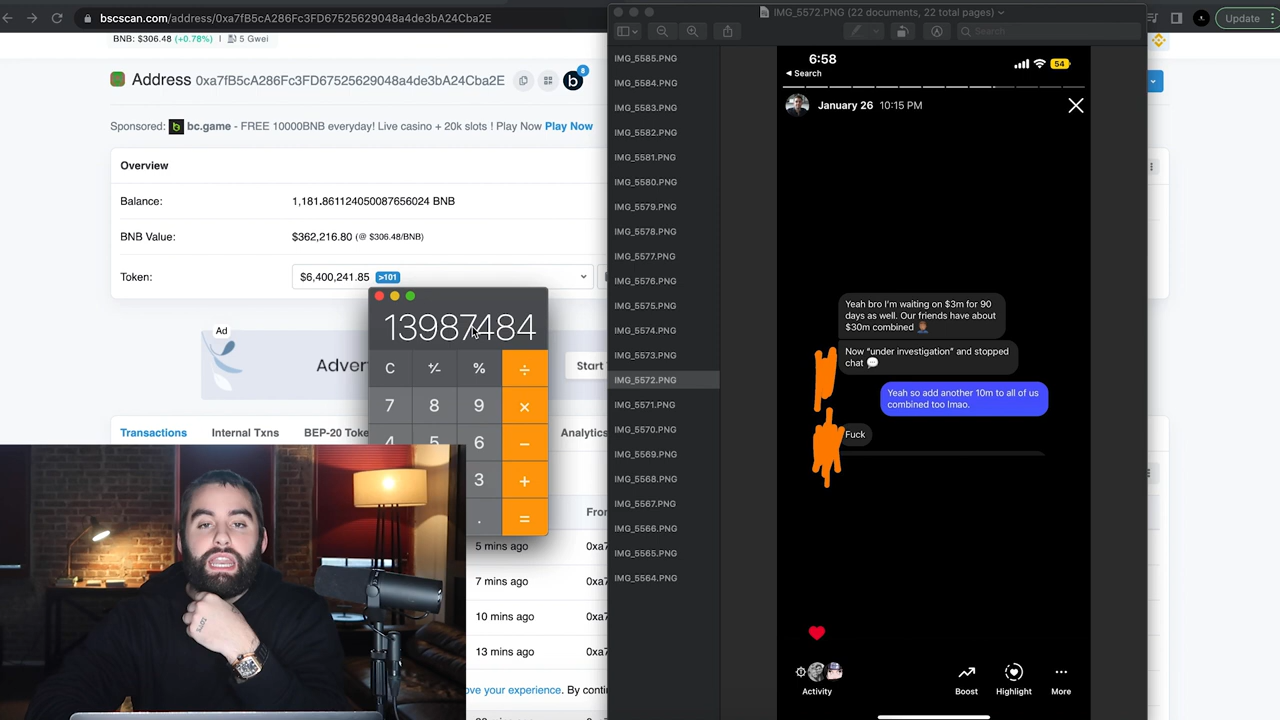 bscscan.com/address/0xa7fB5CA286Fc3FD67525629048a4de3bA24Cba2E
Update
BNB: $306.48 (+0.78%) | 5 Gwei
Address 0xa7fB5CA286Fc3FD67525629048a4de3bA24Cba2E
b
8
Sponsored: bc.game - FREE 10000BNB everyday! Live casino + 20k slots ! Play Now Play Now
Overview
Balance:
1,181.861124050087656024 BNB
BNB Value:
$362,216.80 (@ $306.48/BNB)
Token:
$6,400,241.85 >101
Ad
Adver
Start
Transactions
Internal Txns
BEP-20 Toke
Analytics
Fror
5 mins ago
0xa7
7 mins ago
0xa7
10 mins ago
0xa7
13 mins ago
0xa7
ove your experience. By conti
13987484
C
+⁄-
%
÷
7
8
9
×
4
5
6
−
3
+
.
=
IMG_5572.PNG (22 documents, 22 total pages)
Search
IMG_5585.PNG
IMG_5584.PNG
IMG_5583.PNG
IMG_5582.PNG
IMG_5581.PNG
IMG_5580.PNG
IMG_5579.PNG
IMG_5578.PNG
IMG_5577.PNG
IMG_5576.PNG
IMG_5575.PNG
IMG_5574.PNG
IMG_5573.PNG
IMG_5572.PNG
IMG_5571.PNG
IMG_5570.PNG
IMG_5569.PNG
IMG_5568.PNG
IMG_5567.PNG
IMG_5566.PNG
IMG_5565.PNG
IMG_5564.PNG
6:58
54
Search
January 26 10:15 PM
Yeah bro I'm waiting on $3m for 90
days as well. Our friends have about
$30m combined 🤦🏾‍♂️
Now "under investigation" and stopped
chat 💬
Yeah so add another 10m to all of us
combined too lmao.
Fuck
Activity
Boost
Highlight
More